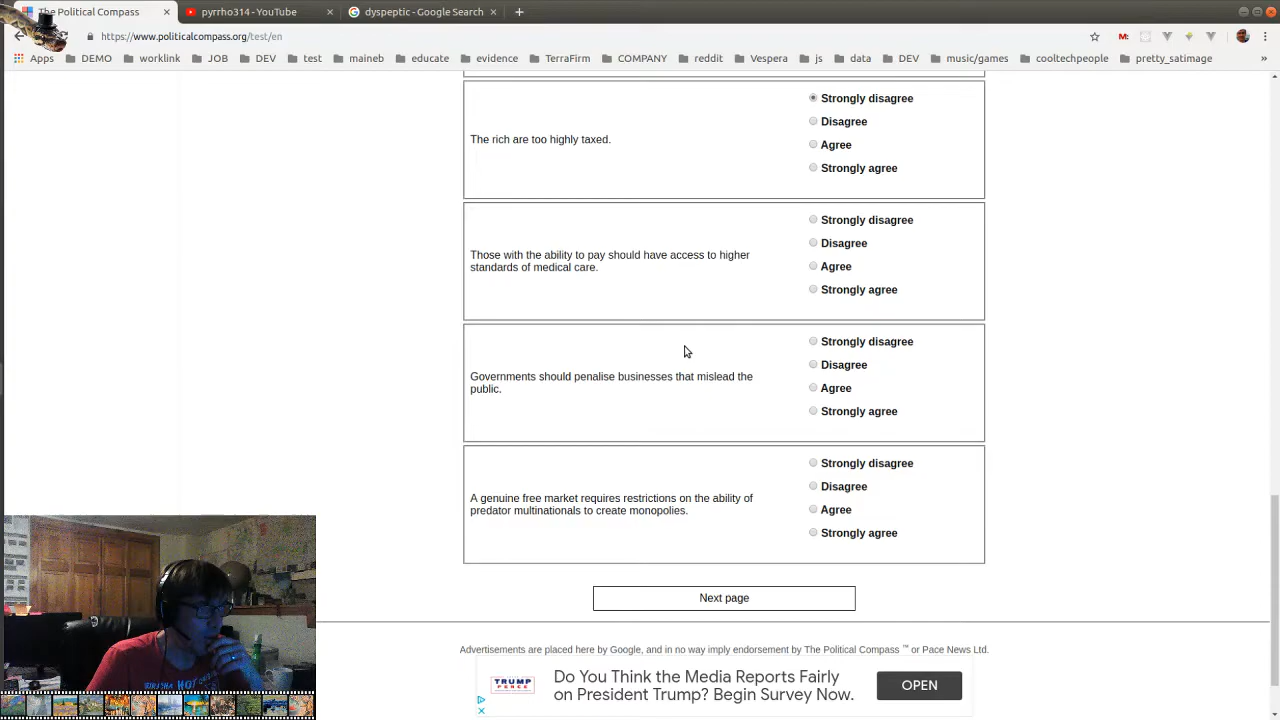 The Political Compass
pyrrho314 - YouTube
dyspeptic - Google Search
https://www.politicalcompass.org/test/en
Apps DEMO worklink JOB DEV test maineb educate evidence TerraFirm COMPANY reddit Vespera js data DEV music/games cooltechpeople pretty_satimage »
The rich are too highly taxed.
Strongly disagree
Disagree
Agree
Strongly agree
Those with the ability to pay should have access to higher
standards of medical care.
Strongly disagree
Disagree
Agree
Strongly agree
Governments should penalise businesses that mislead the
public.
Strongly disagree
Disagree
Agree
Strongly agree
A genuine free market requires restrictions on the ability of
predator multinationals to create monopolies.
Strongly disagree
Disagree
Agree
Strongly agree
Next page
Advertisements are placed here by Google, and in no way imply endorsement by The Political Compass ™ or Pace News Ltd.
TRUMP
PENCE
Do You Think the Media Reports Fairly
on President Trump? Begin Survey Now.
OPEN